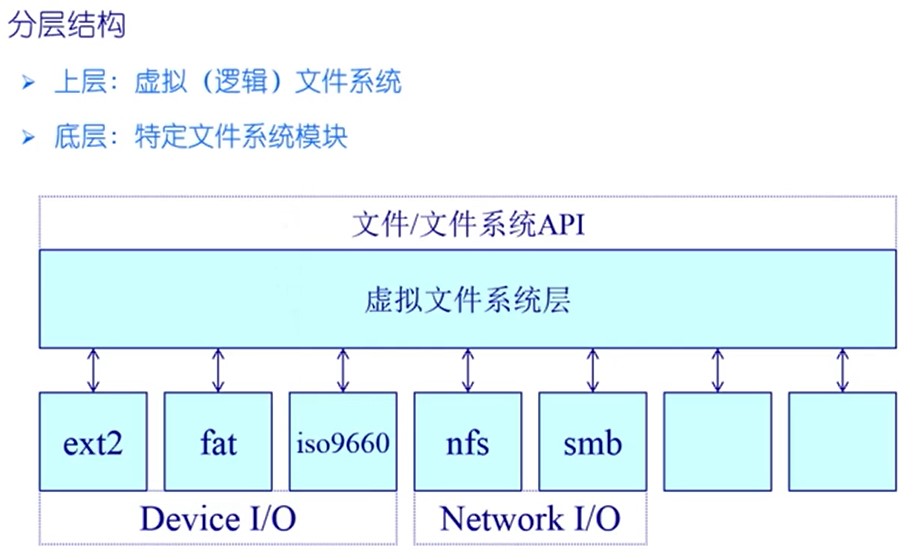 分层结构
➢ 上层：虚拟（逻辑）文件系统
➢ 底层：特定文件系统模块
文件/文件系统API
虚拟文件系统层
ext2 fat iso9660 nfs smb
Device I/O Network I/O